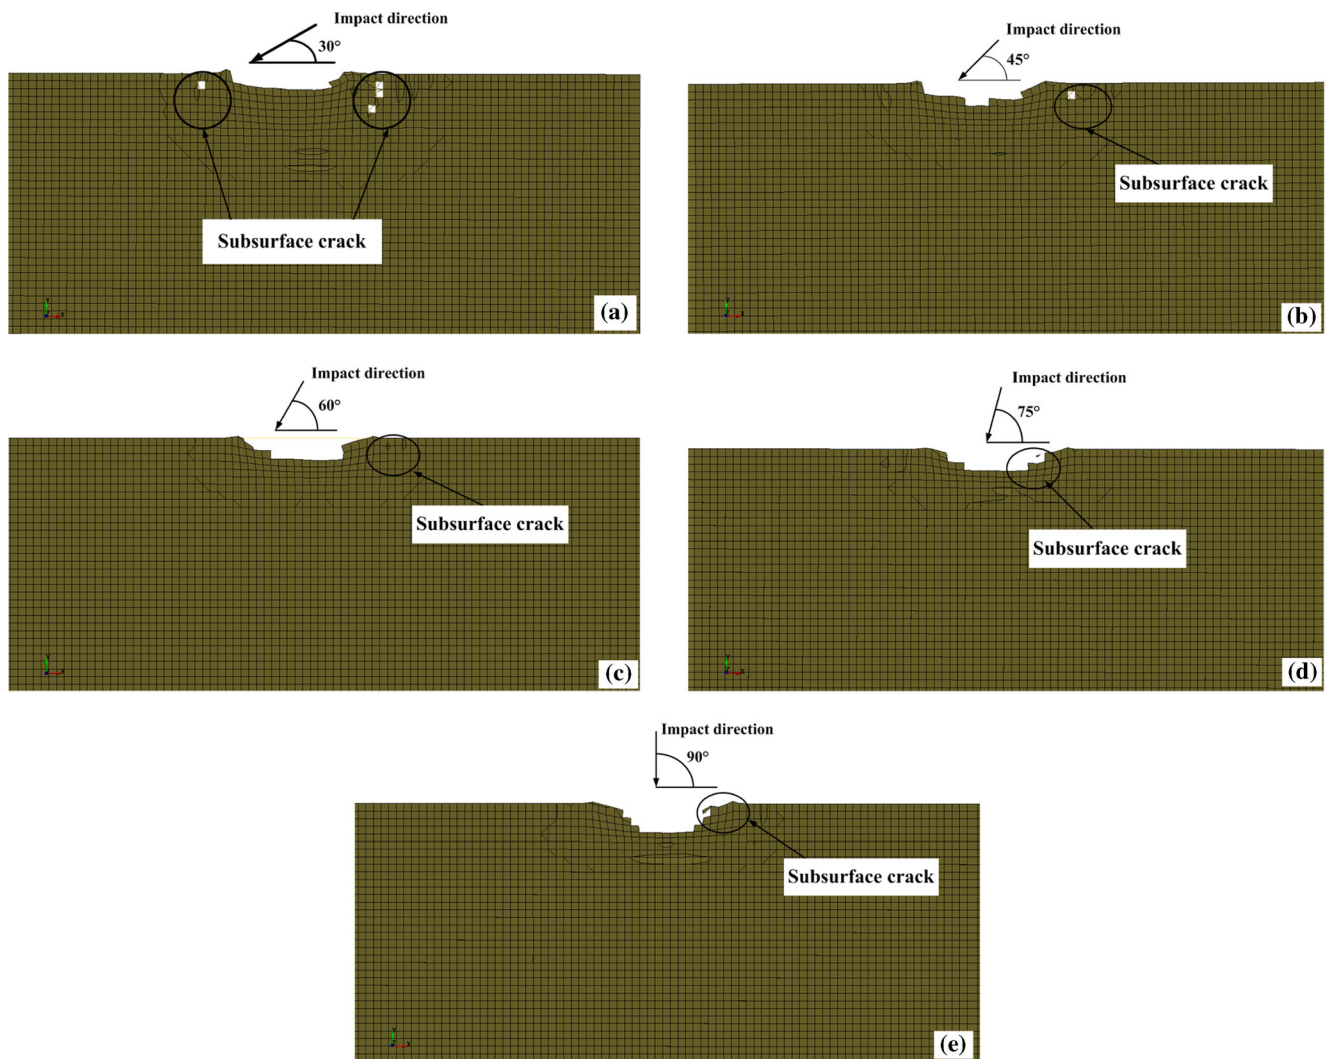 Impact direction
30°
Subsurface crack
(a)
Impact direction
45°
Subsurface crack
(b)
Impact direction
60°
Subsurface crack
(c)
Impact direction
75°
Subsurface crack
(d)
Impact direction
90°
Subsurface crack
(e)